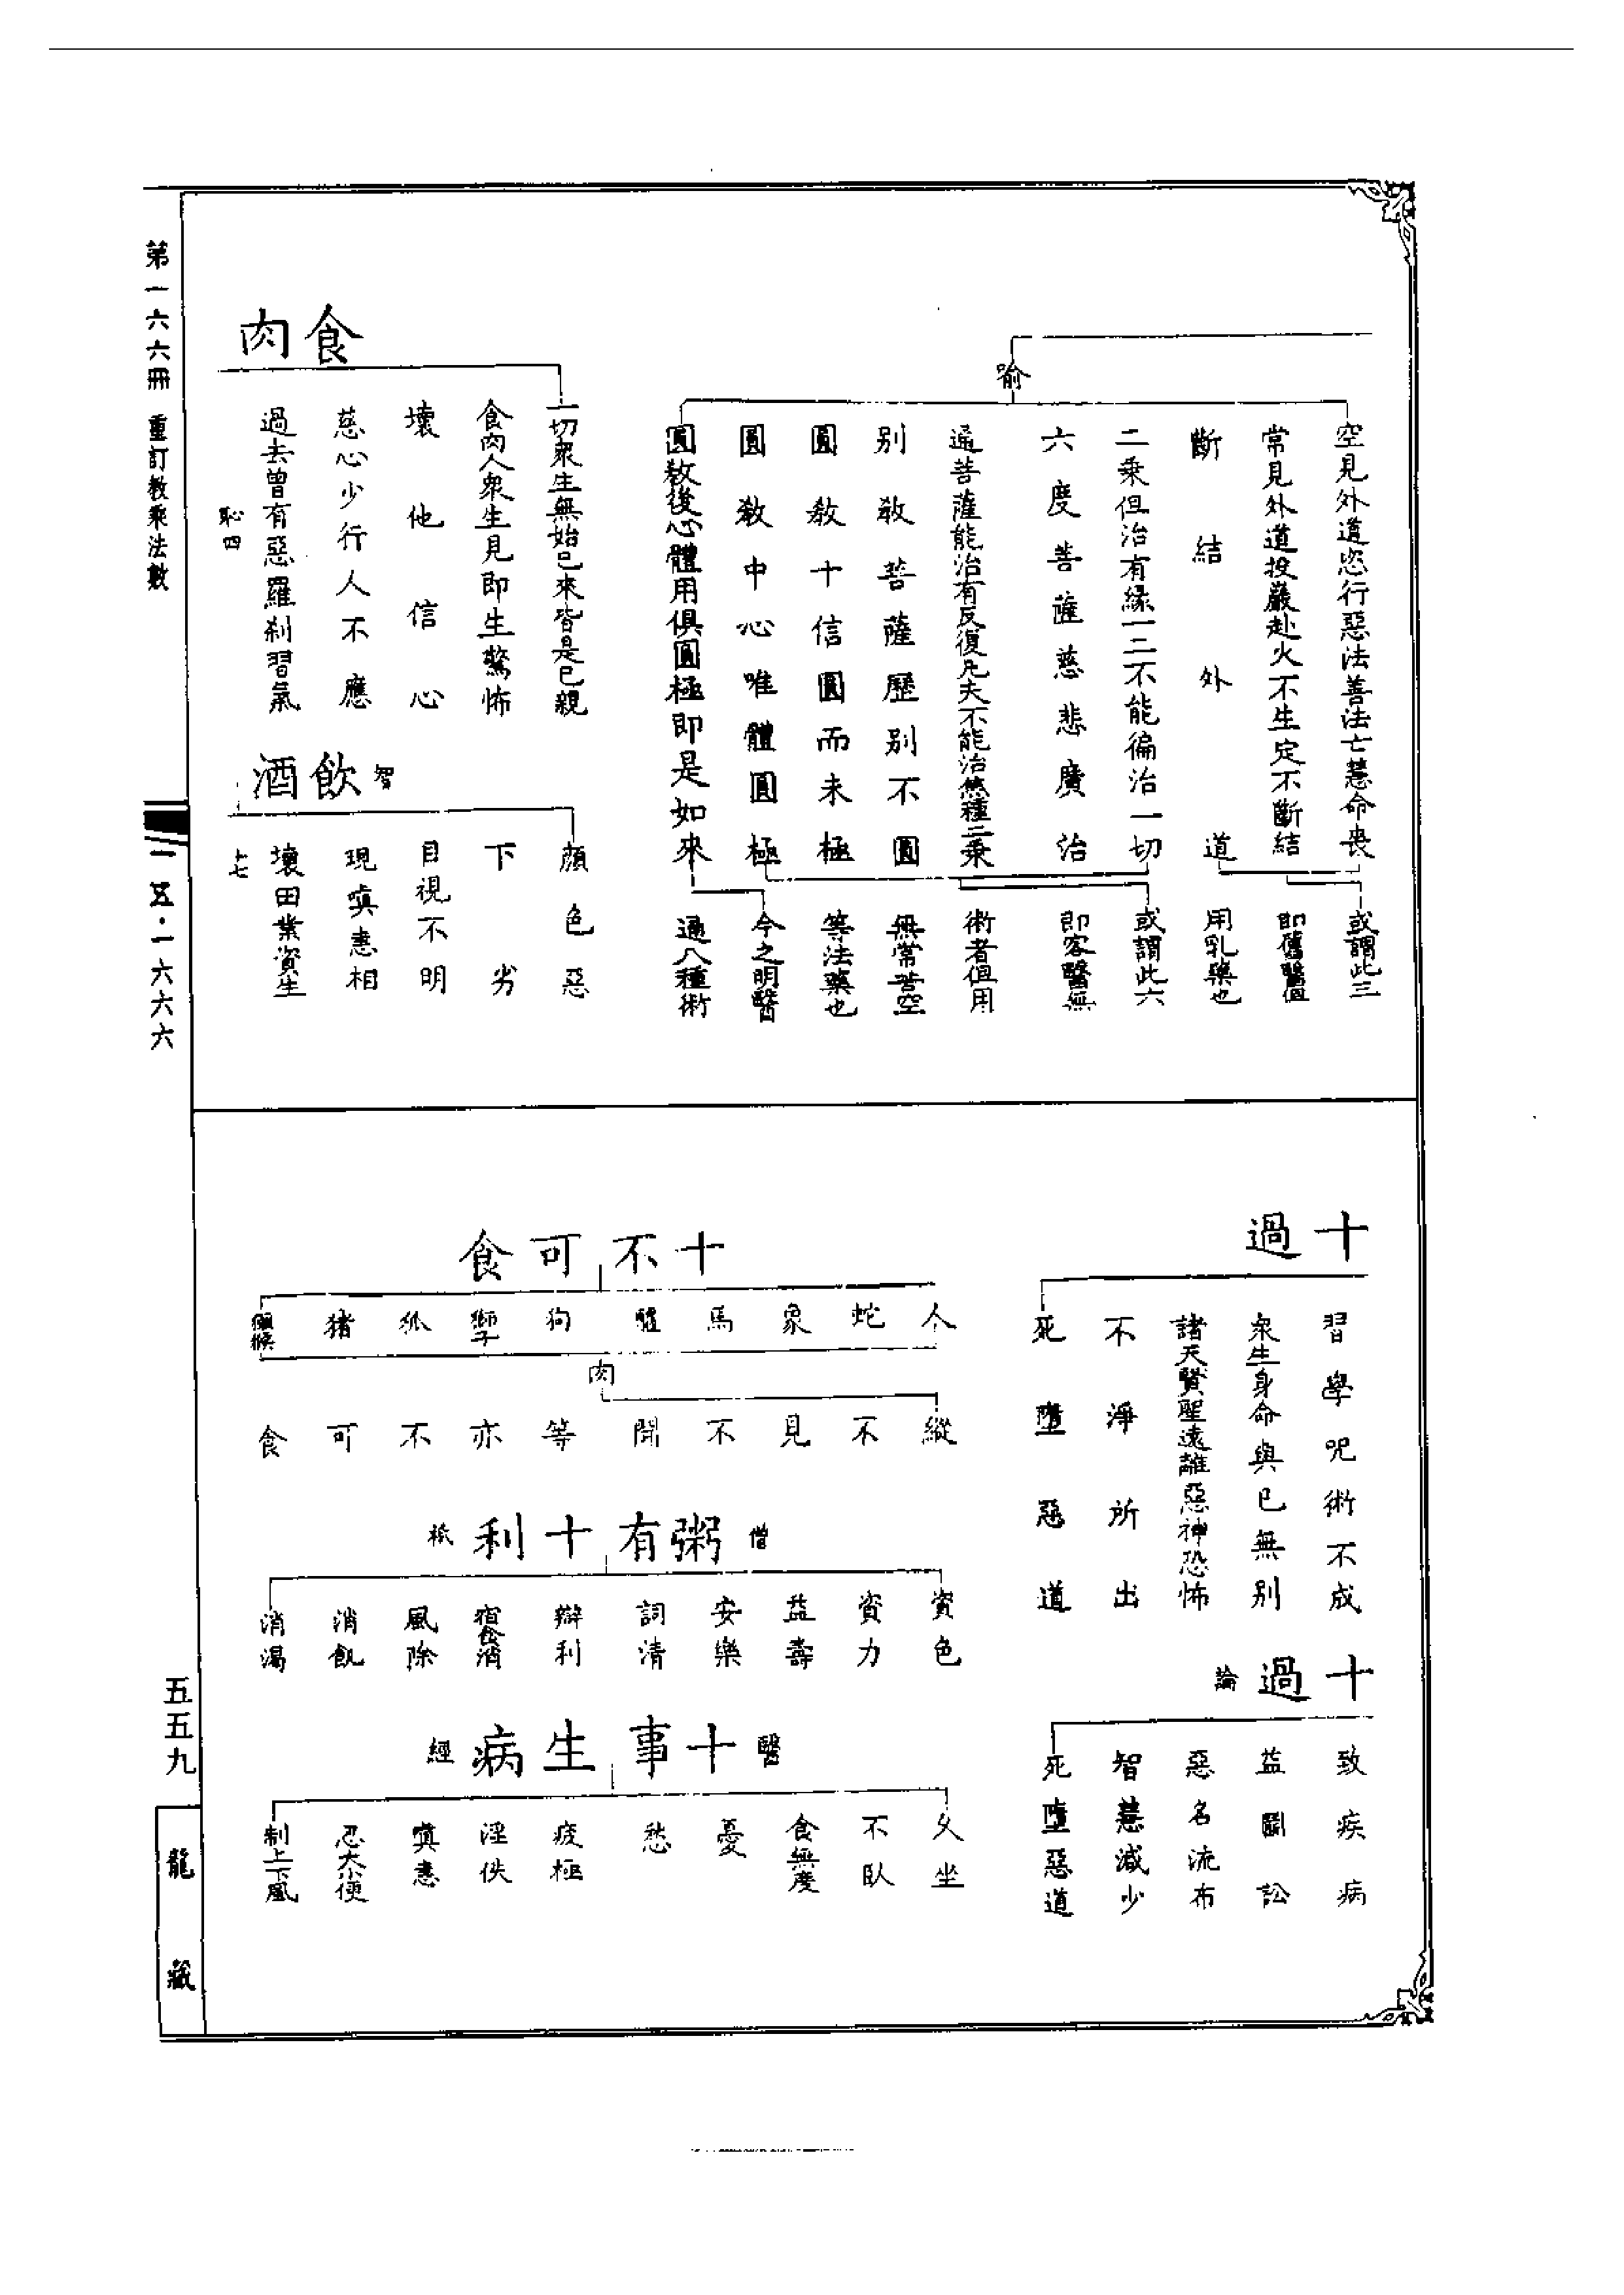 喻
空見外道恣行惡法善法亡慧命喪
常見外道投巖赴火不生定不斷結
斷結外道
二乘但治有緣一二不能徧治一切
六度菩薩慈悲廣治
通菩薩能治有反復凡夫不能治燋種二乘
别教菩薩歷别不圓
圓教十信圓而未極
圓教中心唯體圓極
圓教後心體用俱圓極即是如來
或謂此三
即舊醫但
用乳藥也
或謂此六
即客醫無
術者但用
無常苦空
等法藥也
今之明醫
通八種術
食肉
一切衆生無始已來皆是已親
食肉人衆生見即生驚怖
壞他信心
慈心少行人不應
過去曾有惡羅剎習氣
智
飲酒
顏色惡
下劣
目視不明
現嗔恚相
壞田業資生
恥四
十七
十過
習學呪術不成
衆生身命與已無别
諸天賢聖遠離惡神恐怖
不淨所出
死墮惡道
十過
論
致疾病
益鬬訟
惡名流布
智慧減少
死墮惡道
十不可食
人
蛇
象
馬
驢
狗
獅子
狐
猪
獼猴
肉
縱不見不聞等亦不可食
僧
粥有十利
祇
資色
資力
益壽
安樂
詞清
辯利
宿食消
風除
消飢
消渴
醫
十事生病
經
久坐
不臥
食無度
憂
愁
疲極
淫佚
嗔恚
忍大小便
制上下風
第一六六冊 重訂教乘法數
一五·一六六六
五五九
龍藏